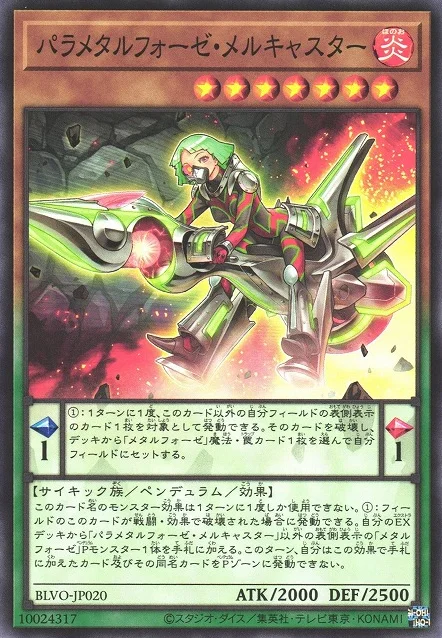 パラメタルフォーゼ・メルキャスター
炎
①:1ターンに1度、このカード以外の自分フィールドの表側表示
のカード1枚を対象として発動できる。そのカードを破壊し、
デッキから「メタルフォーゼ」魔法・罠カード1枚を選んで自分
フィールドにセットする。
1
1
【サイキック族/ペンデュラム/効果】
このカード名のモンスター効果は1ターンに1度しか使用できない。①:フィ
ールドのこのカードが戦闘・効果で破壊された場合に発動できる。自分のEX
デッキから「パラメタルフォーゼ・メルキャスター」以外の表側表示の「メタル
フォーゼ」Pモンスター1体を手札に加える。このターン、自分はこの効果で手札
に加えたカード及びその同名カードをPゾーンに発動できない。
BLVO-JP020
ATK/2000 DEF/2500
10024317
©スタジオ・ダイス/集英社・テレビ東京・KONAMI